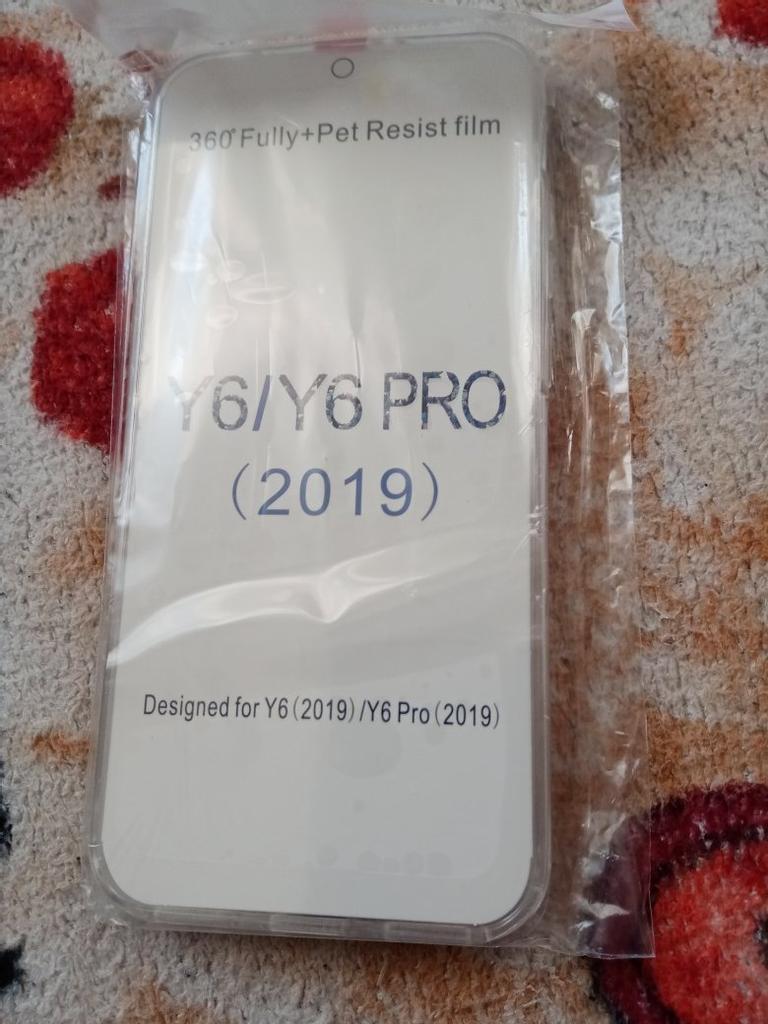 360° Fully+Pet Resist film
Y6/Y6 PRO
(2019)
Designed for Y6 (2019) /Y6 Pro (2019)